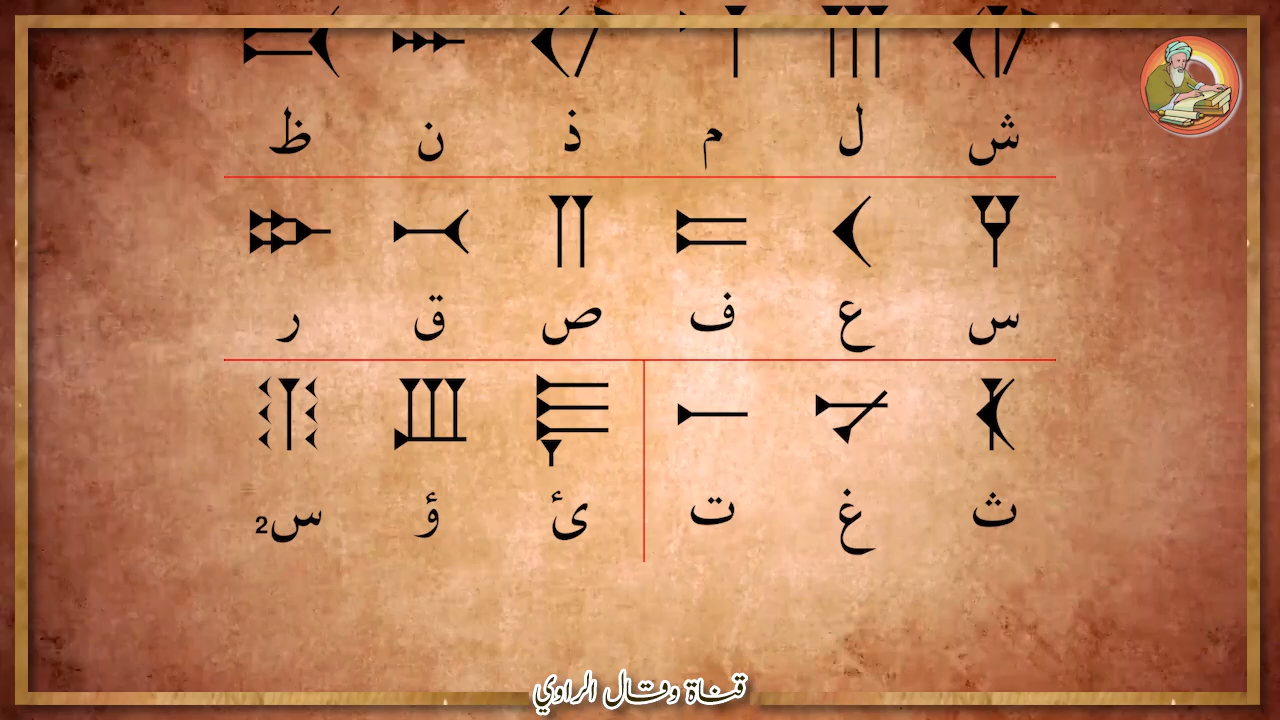 ش ل م ذ ن ظ
𐎒 𐎓 𐎔 𐎕 𐎖 𐎗
س ع ف ص ق ر
𐎘 𐎙 𐎚 𐎛 𐎜 𐎝
ث غ ت ئ ؤ س2
قناة وقال الراوي